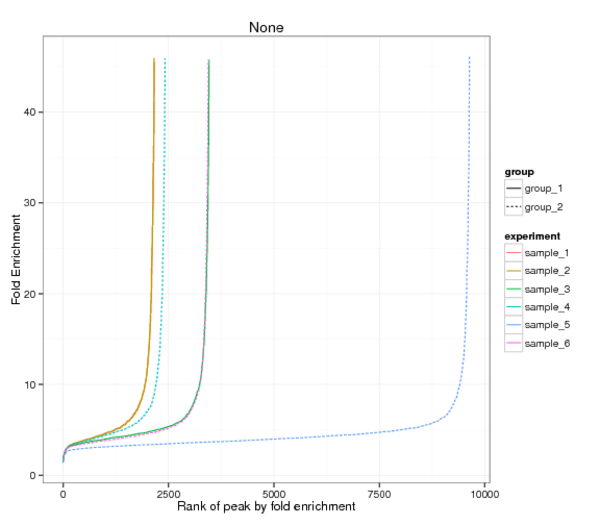 None
Fold Enrichment
40
30
20
10
0
0 2500 5000 7500 10000
Rank of peak by fold enrichment
group
group_1
group_2
experiment
sample_1
sample_2
sample_3
sample_4
sample_5
sample_6